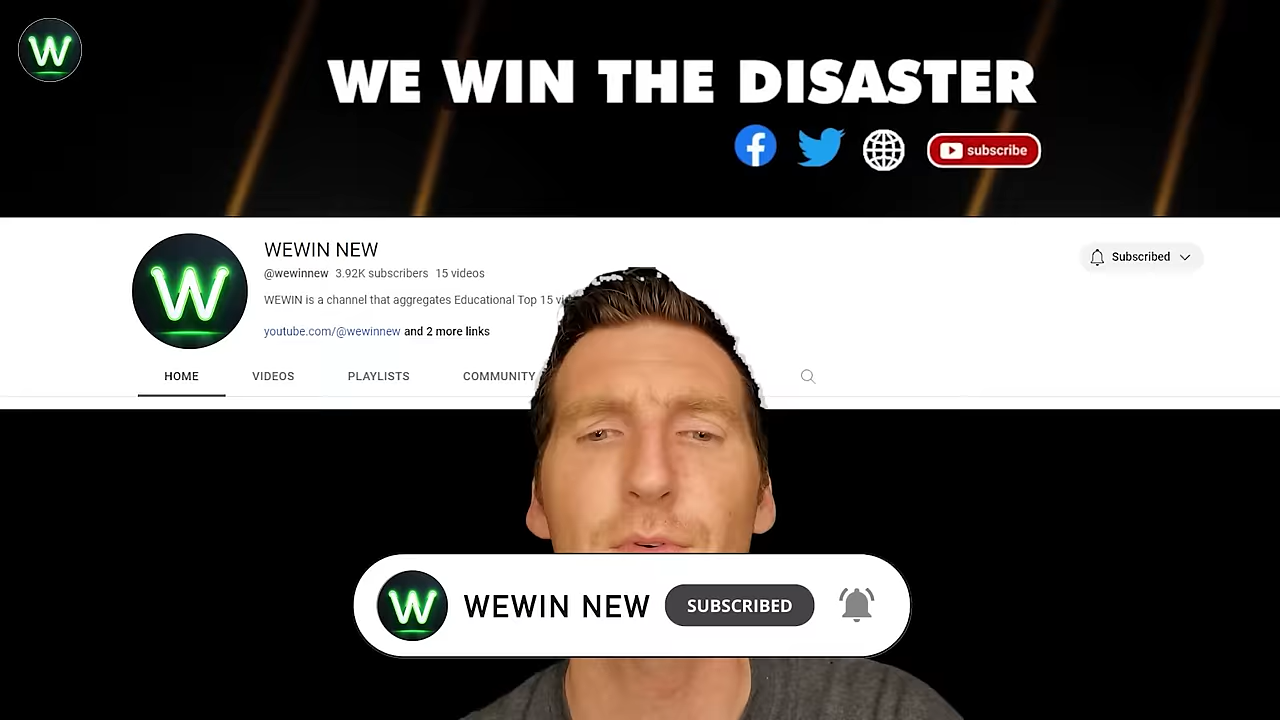 W
WE WIN THE DISASTER
subscribe
W
WEWIN NEW
@wewinnew 3.92K subscribers 15 videos
Subscribed
WEWIN is a channel that aggregates Educational Top 15
youtube.com/@wewinnew and 2 more links
HOME VIDEOS PLAYLISTS COMMUNITY
W
WEWIN NEW SUBSCRIBED